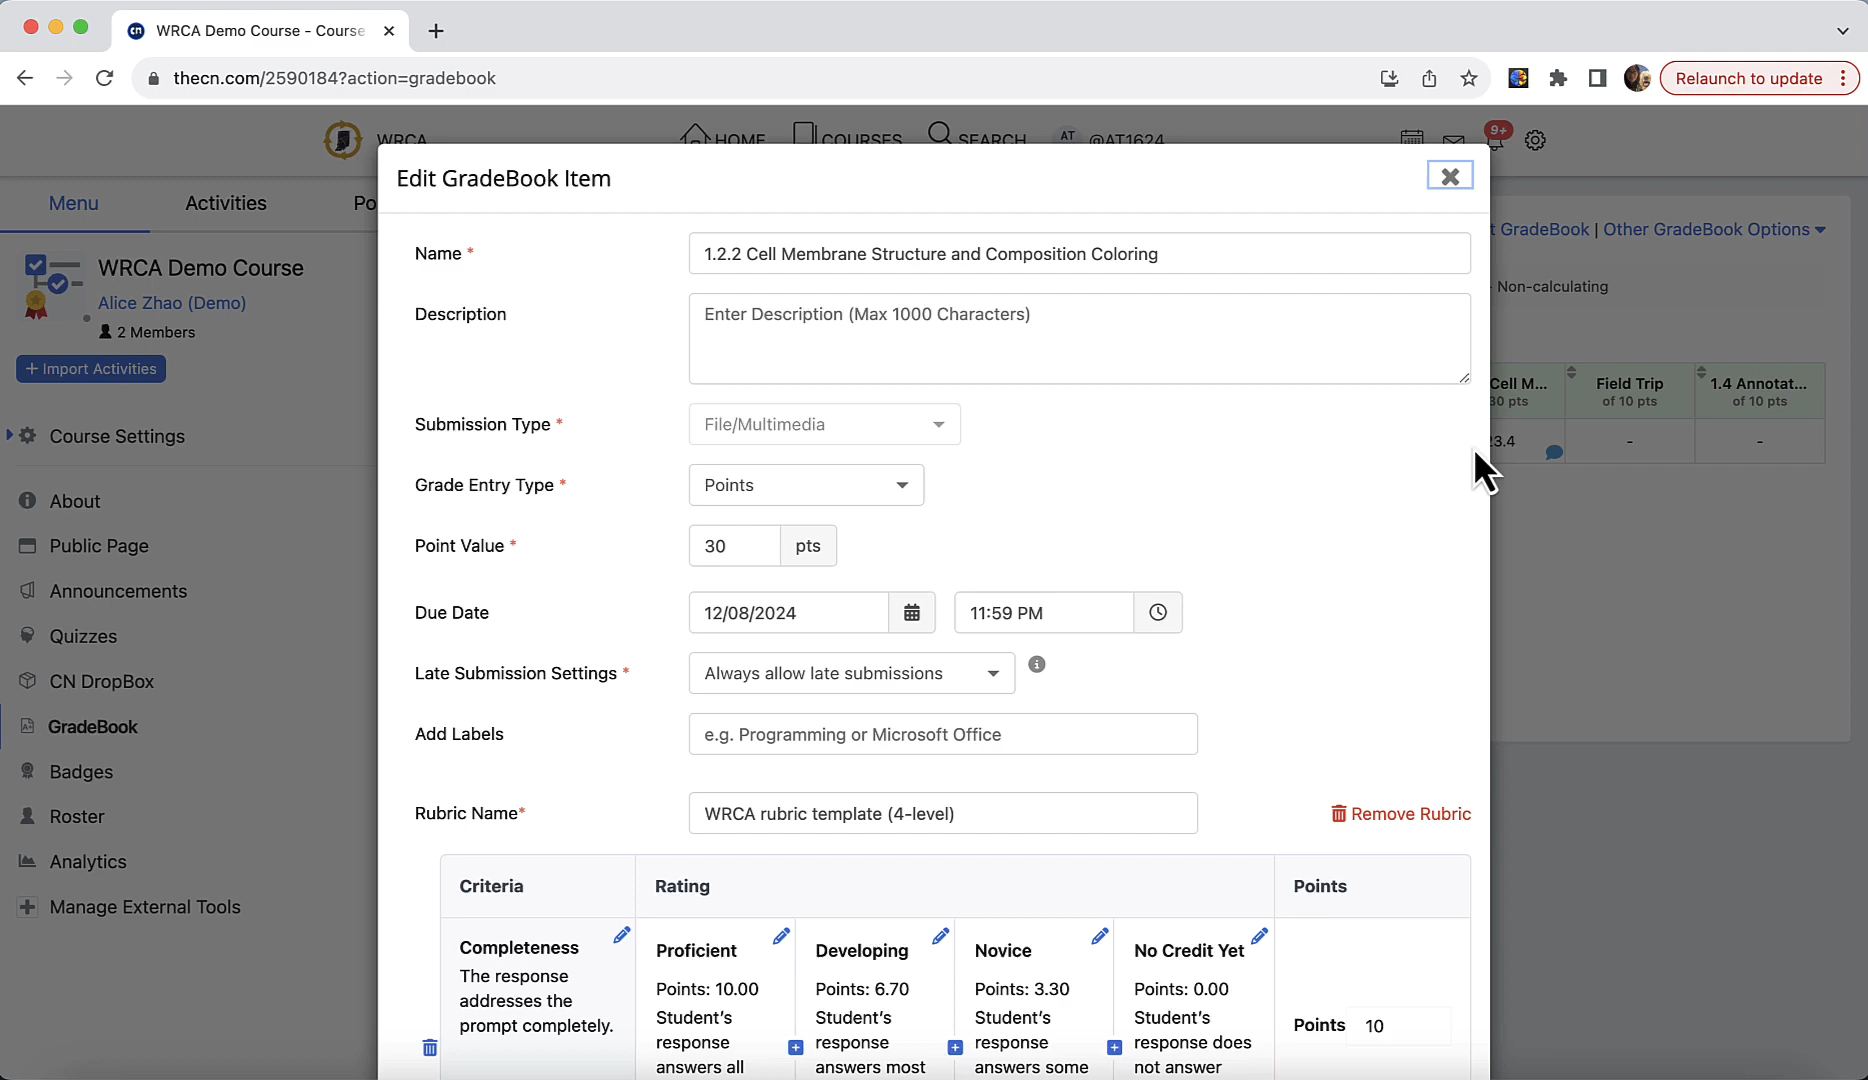 WRCA Demo Course - Course
thecn.com/2590184?action=gradebook
Relaunch to update
WRCA
HOME
COURSES
SEARCH
AT
@AT1624
9+
Menu
Activities
Po
WRCA Demo Course
Alice Zhao (Demo)
2 Members
+ Import Activities
Course Settings
About
Public Page
Announcements
Quizzes
CN DropBox
GradeBook
Badges
Roster
Analytics
Manage External Tools
Edit GradeBook Item
Name *
1.2.2 Cell Membrane Structure and Composition Coloring
Description
Enter Description (Max 1000 Characters)
Submission Type *
File/Multimedia
Grade Entry Type *
Points
Point Value *
30
pts
Due Date
12/08/2024
11:59 PM
Late Submission Settings *
Always allow late submissions
Add Labels
e.g. Programming or Microsoft Office
Rubric Name*
WRCA rubric template (4-level)
Remove Rubric
Criteria
Rating
Points
Completeness
The response
addresses the
prompt completely.
Proficient
Points: 10.00
Student’s
response
answers all
Developing
Points: 6.70
Student’s
response
answers most
Novice
Points: 3.30
Student’s
response
answers some
No Credit Yet
Points: 0.00
Student’s
response does
not answer
Points
10
t GradeBook | Other GradeBook Options
- Non-calculating
Cell M...
30 pts
Field Trip
of 10 pts
1.4 Annotat...
of 10 pts
23.4
-
-